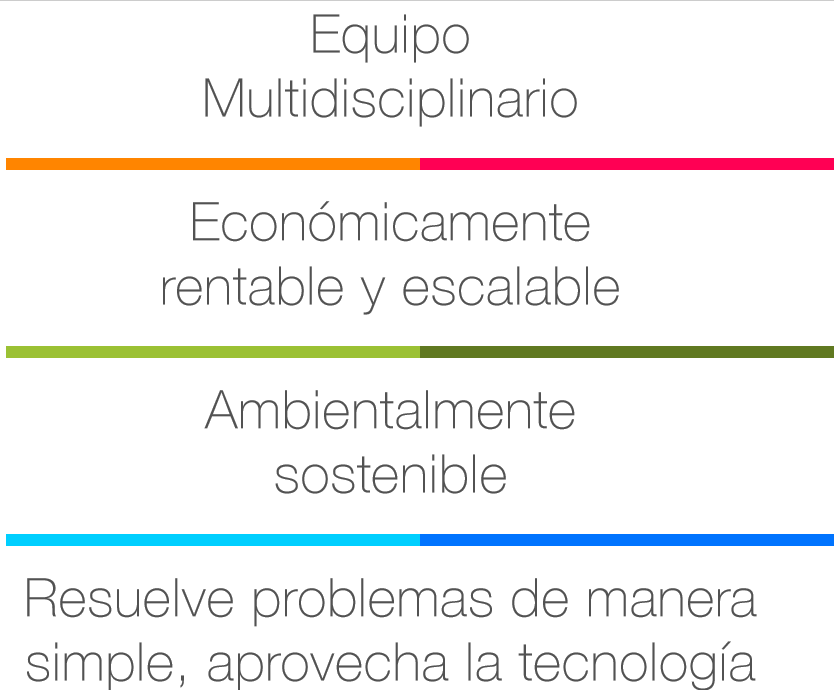 Equipo
Multidisciplinario
Económicamente
rentable y escalable
Ambientalmente
sostenible
Resuelve problemas de manera
simple, aprovecha la tecnología